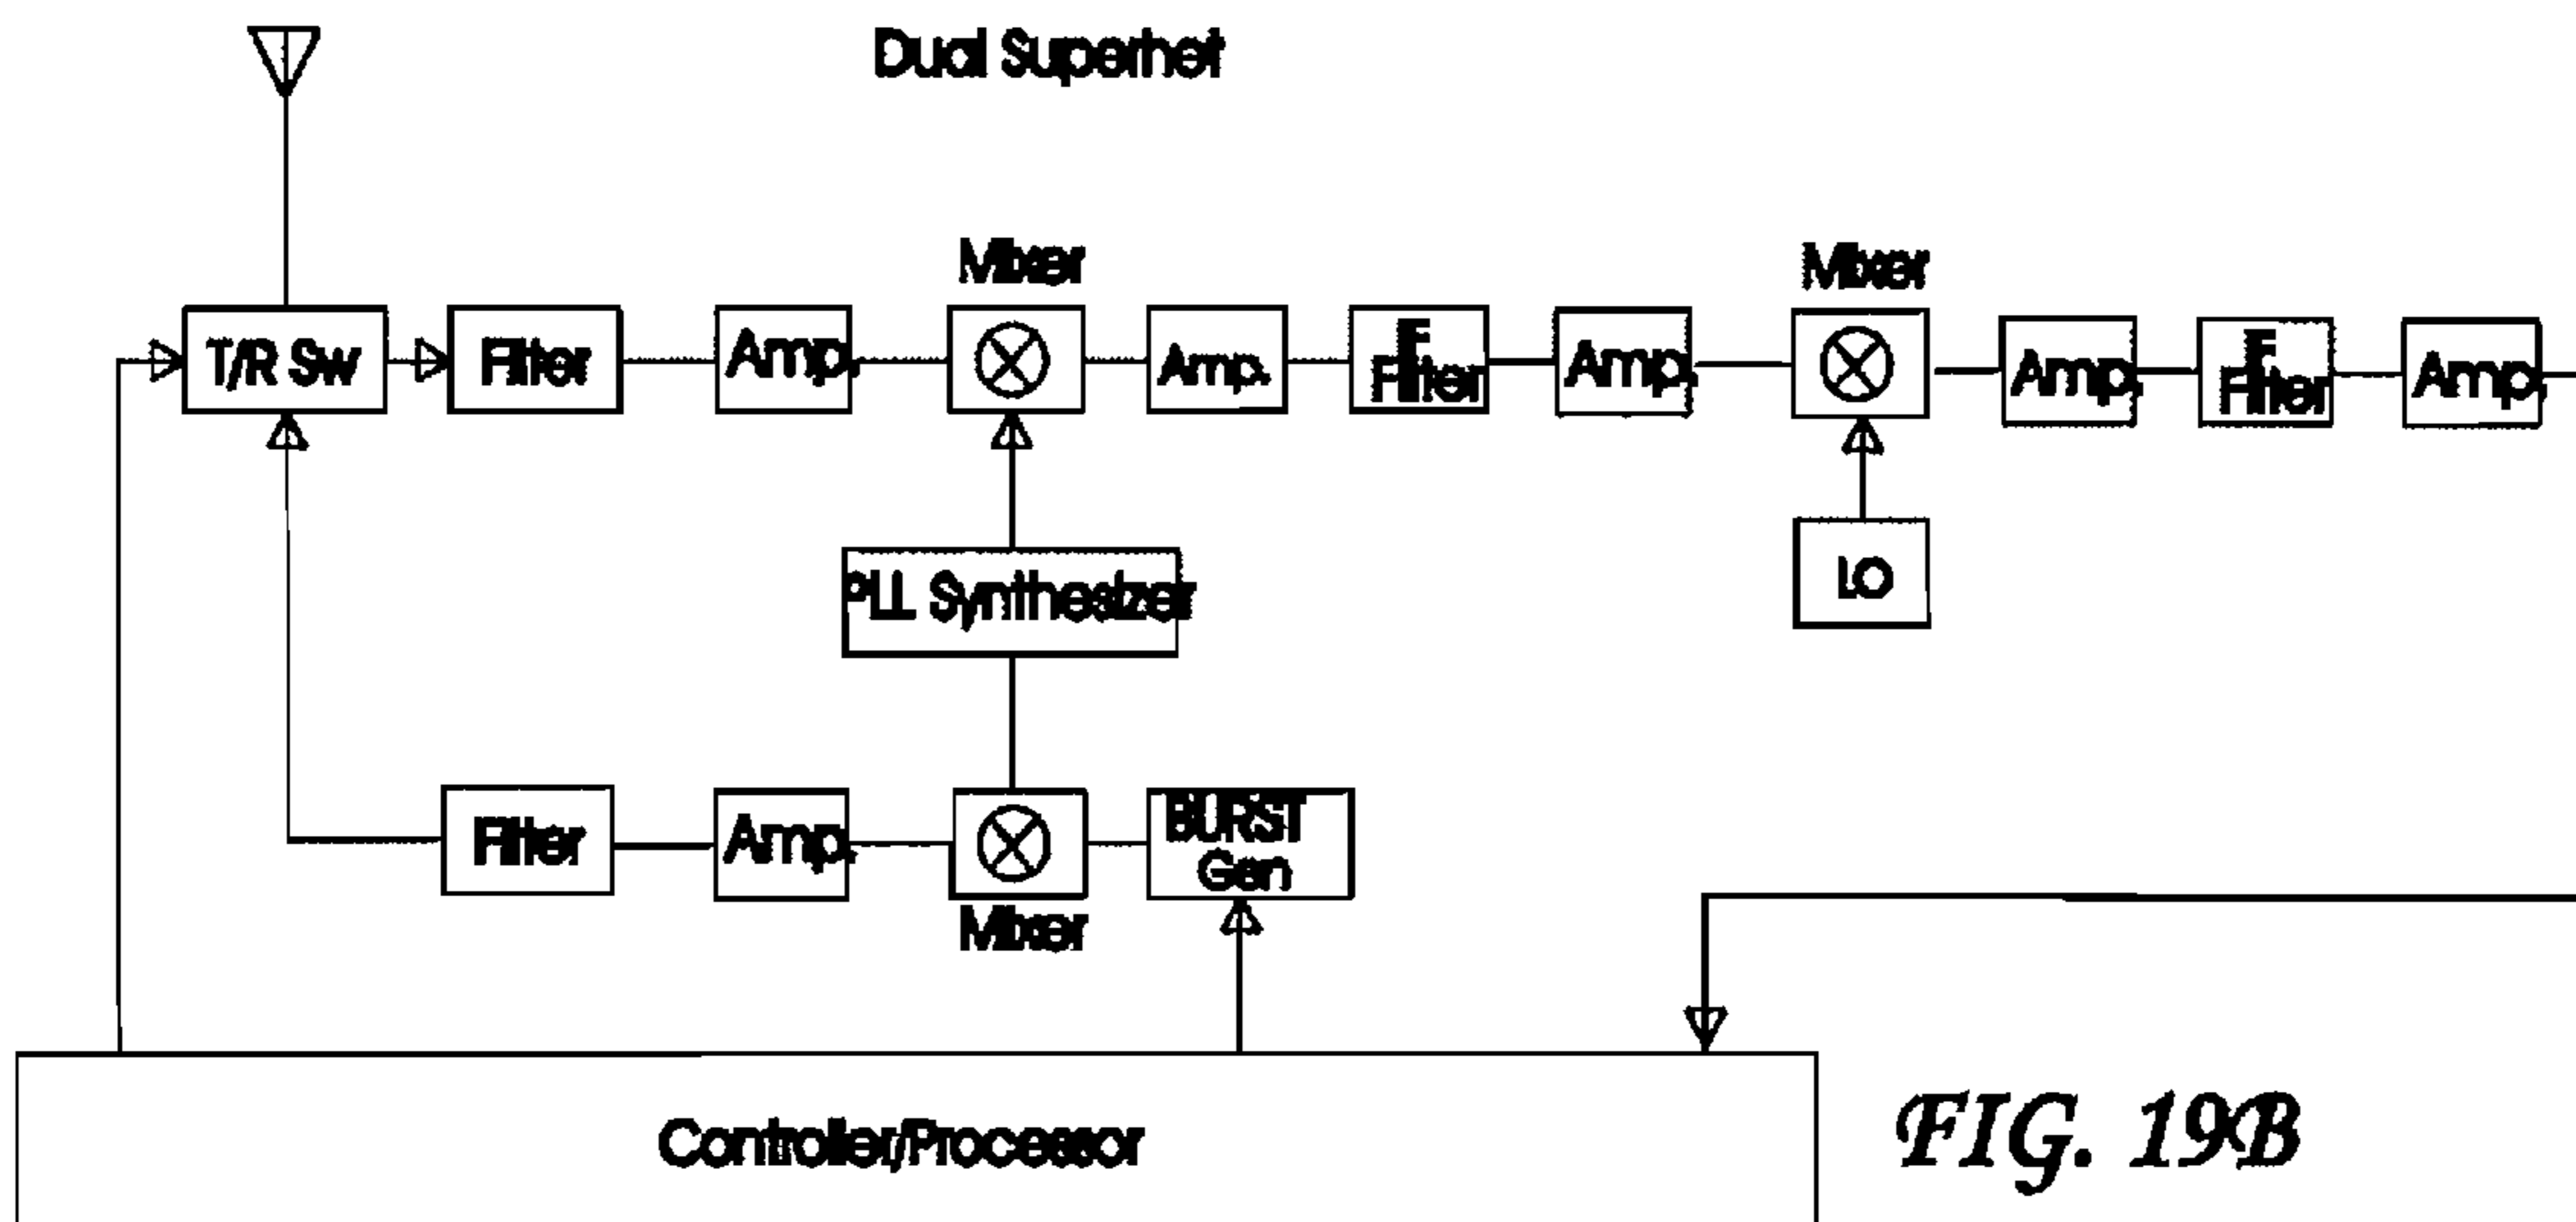 Dual Superhet
Mixer
Mixer
T/R Sw
Filter
Amp.
Amp.
IF
Filter
Amp.
Amp.
IF
Filter
Amp.
PLL Synthesizer
LO
Filter
Amp.
BURST
Gen
Mixer
Controller/Processor
FIG. 19B